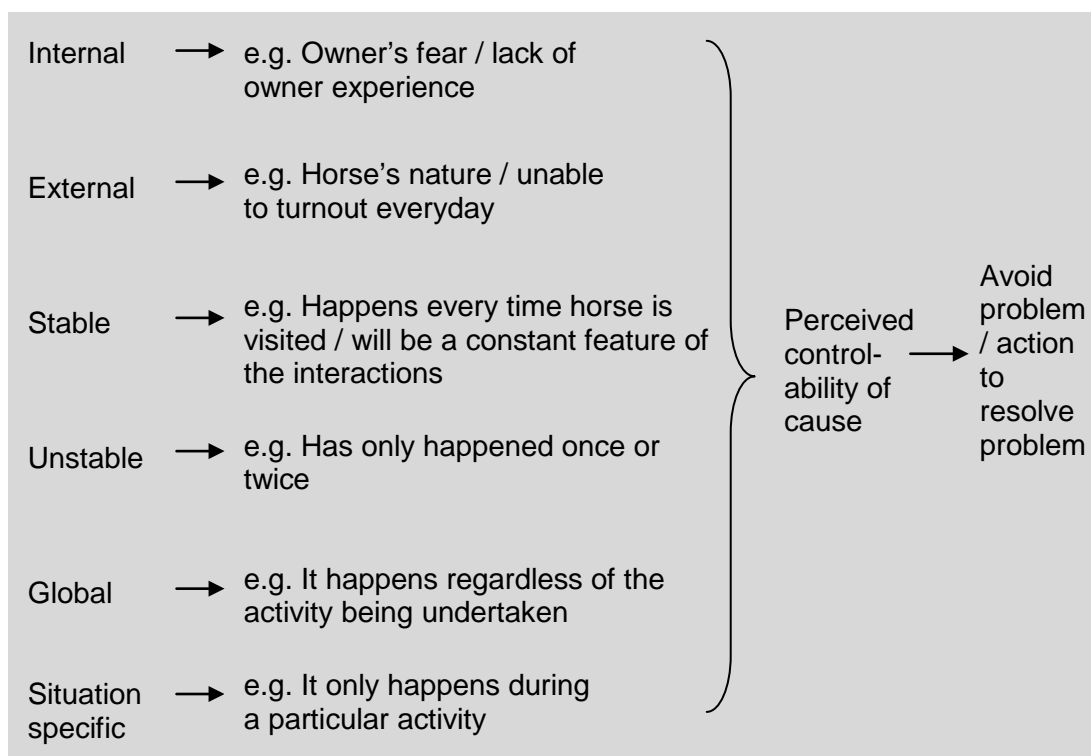 Internal
e.g. Owner's fear / lack of
owner experience
External
e.g. Horse's nature / unable
to turnout everyday
Stable
e.g. Happens every time horse is
visited / will be a constant feature of
the interactions
Unstable
e.g. Has only happened once or
twice
Global
e.g. It happens regardless of the
activity being undertaken
Situation
specific
e.g. It only happens during
a particular activity
Perceived
control-
ability of
cause
Avoid
problem
/ action
to
resolve
problem